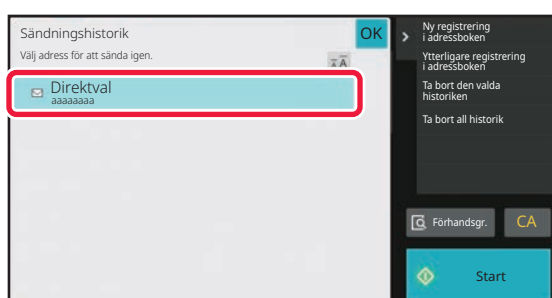 Sändningshistorik
OK
Välj adress för att sända igen.
Direktval
aaaaaaaa
Ny registrering
i adressboken
Ytterligare registrering
i adressboken
Ta bort den valda
historiken
Ta bort all historik
Förhandsgr.
CA
Start